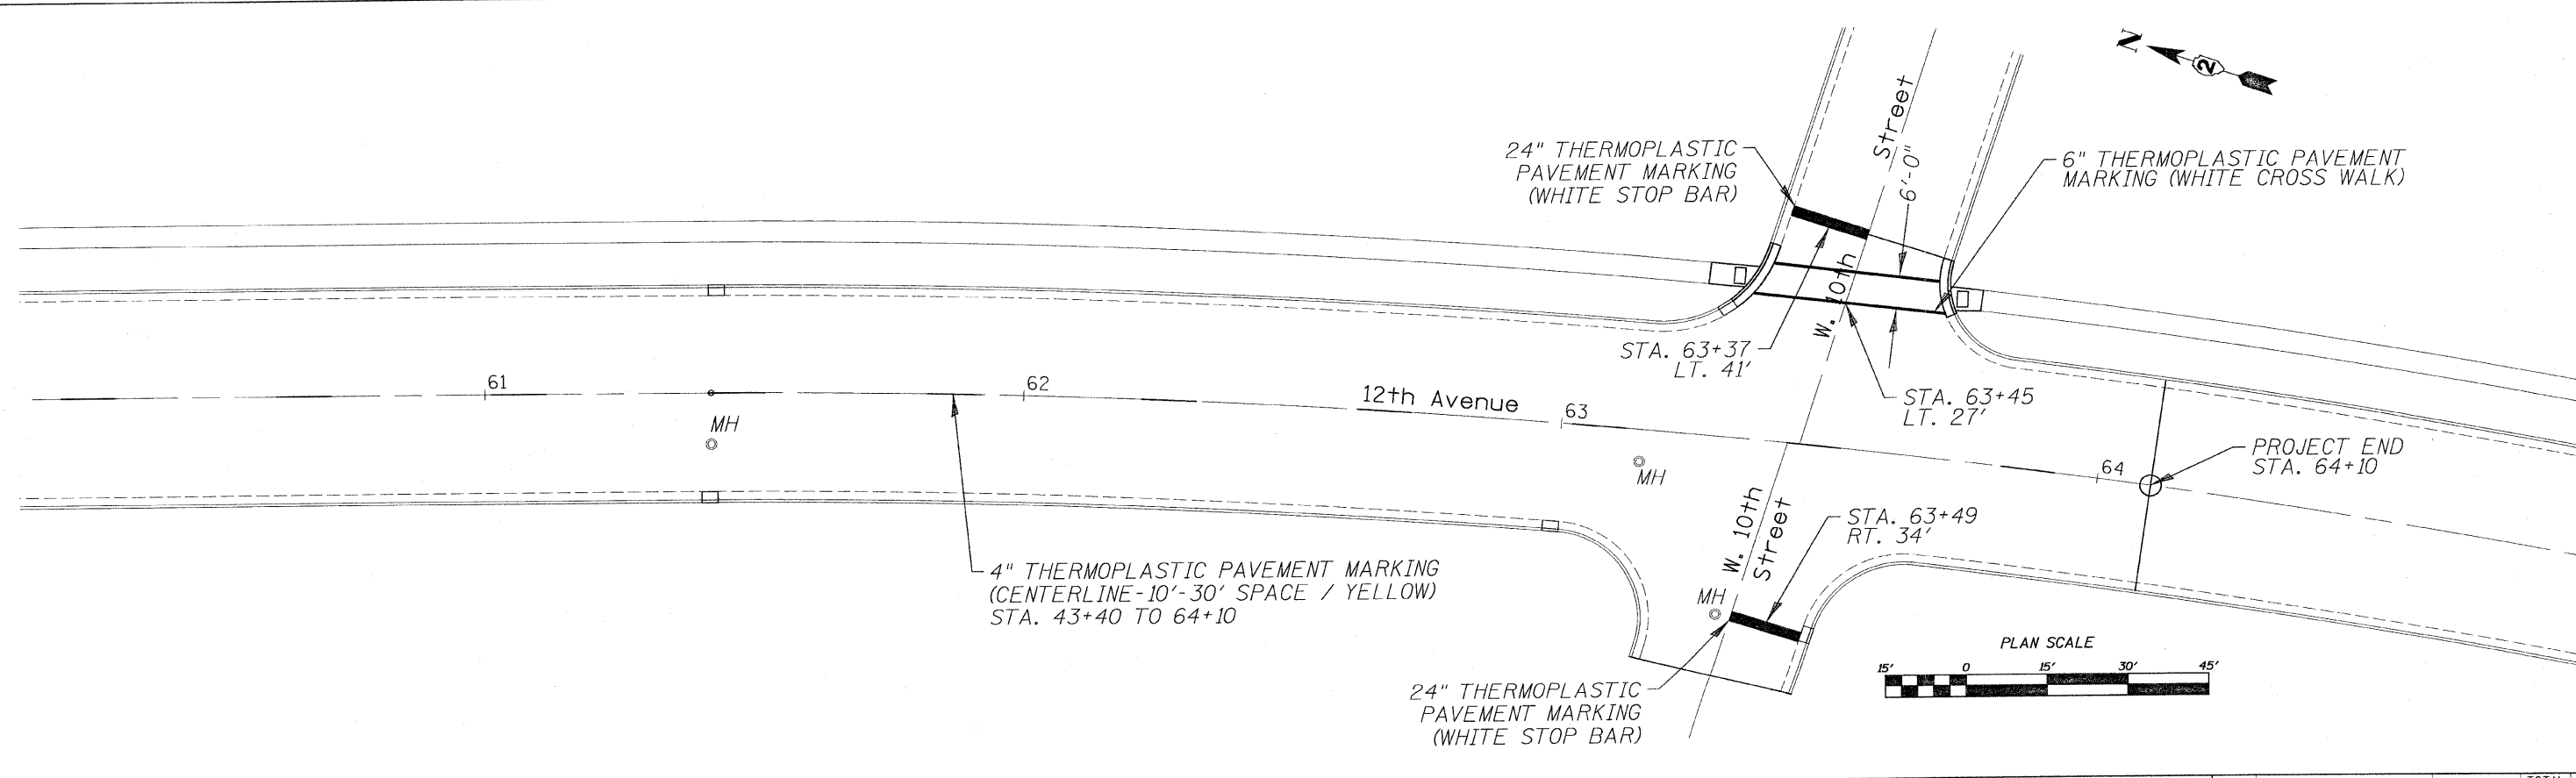 N
2
24" THERMOPLASTIC
PAVEMENT MARKING
(WHITE STOP BAR)
W. 10th Street
6'-0"
6" THERMOPLASTIC PAVEMENT
MARKING (WHITE CROSS WALK)
STA. 63+37
LT. 41'
STA. 63+45
LT. 27'
61
62
12th Avenue
63
64
MH
MH
PROJECT END
STA. 64+10
W. 10th
Street
STA. 63+49
RT. 34'
4" THERMOPLASTIC PAVEMENT MARKING
(CENTERLINE-10'-30' SPACE / YELLOW)
STA. 43+40 TO 64+10
MH
24" THERMOPLASTIC
PAVEMENT MARKING
(WHITE STOP BAR)
PLAN SCALE
15' 0 15' 30' 45'